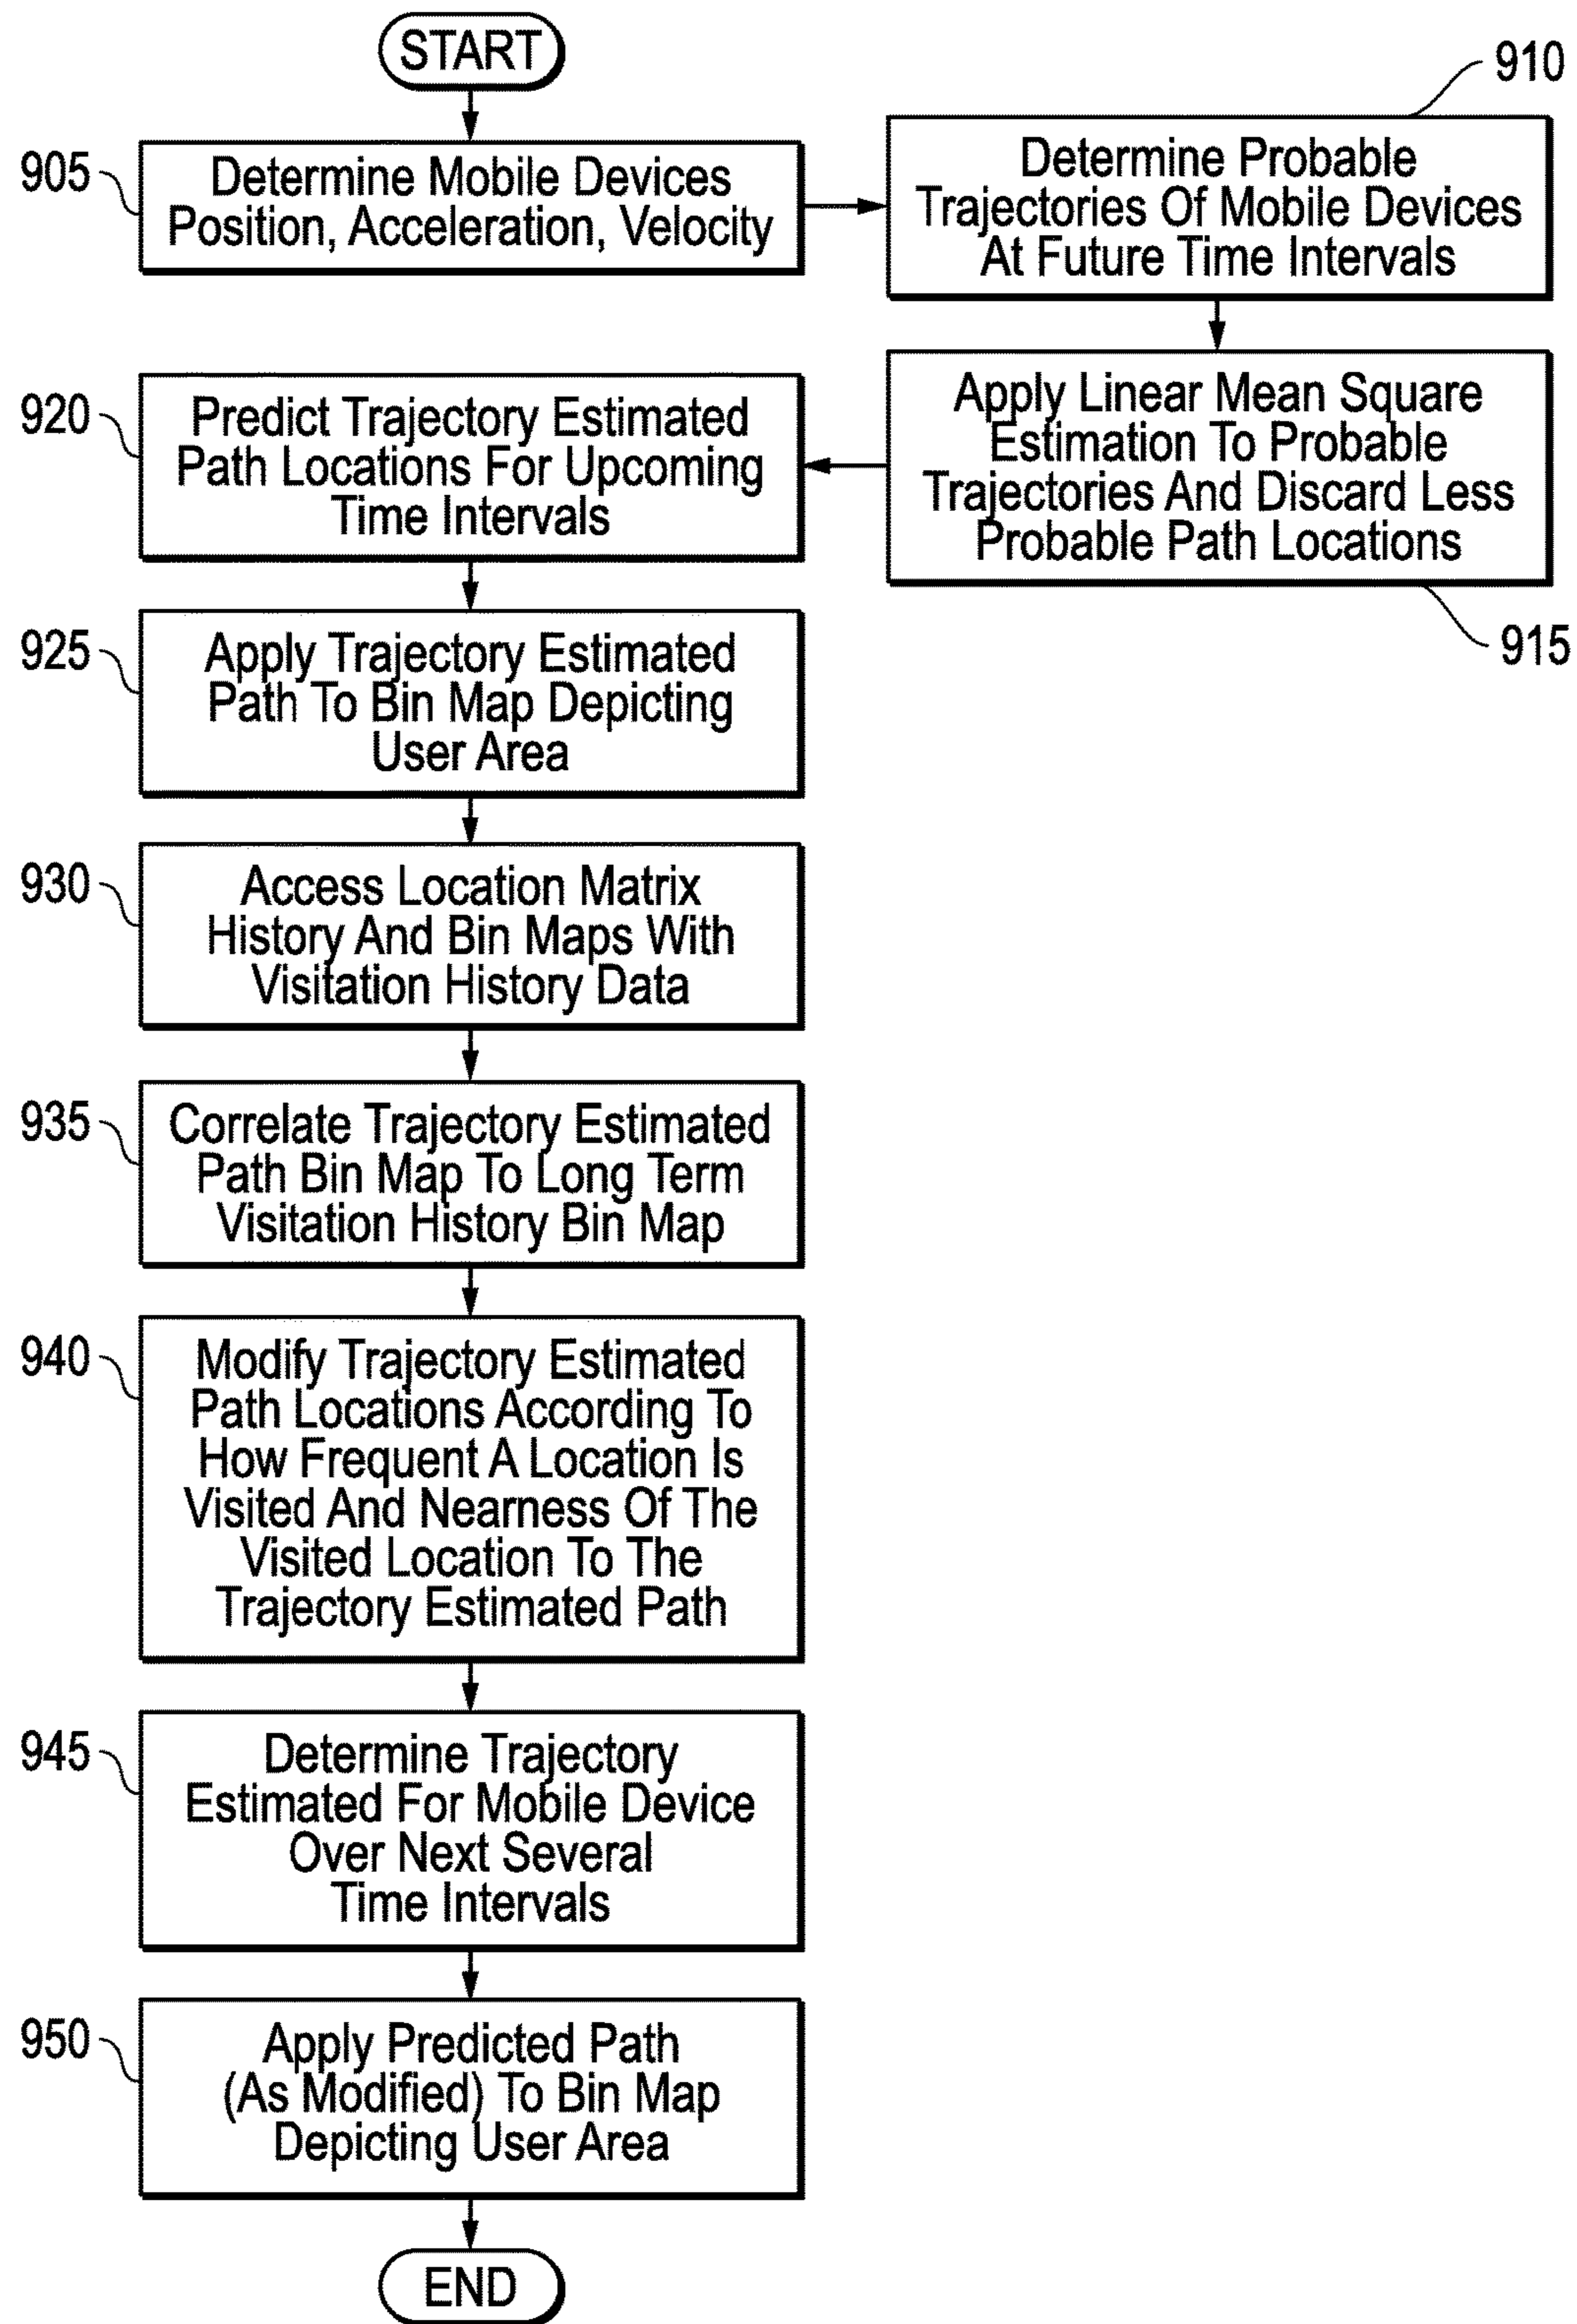 START
905
Determine Mobile Devices
Position, Acceleration, Velocity
910
Determine Probable
Trajectories Of Mobile Devices
At Future Time Intervals
Apply Linear Mean Square
Estimation To Probable
Trajectories And Discard Less
Probable Path Locations
915
920
Predict Trajectory Estimated
Path Locations For Upcoming
Time Intervals
925
Apply Trajectory Estimated
Path To Bin Map Depicting
User Area
930
Access Location Matrix
History And Bin Maps With
Visitation History Data
935
Correlate Trajectory Estimated
Path Bin Map To Long Term
Visitation History Bin Map
940
Modify Trajectory Estimated
Path Locations According To
How Frequent A Location Is
Visited And Nearness Of The
Visited Location To The
Trajectory Estimated Path
945
Determine Trajectory
Estimated For Mobile Device
Over Next Several
Time Intervals
950
Apply Predicted Path
(As Modified) To Bin Map
Depicting User Area
END